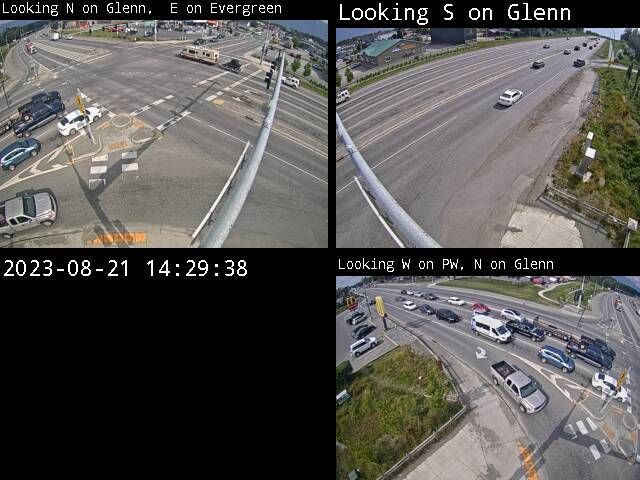 Looking N on Glenn, E on Evergreen
Looking S on Glenn
2023-08-21 14:29:38
Looking W on PW, N on Glenn